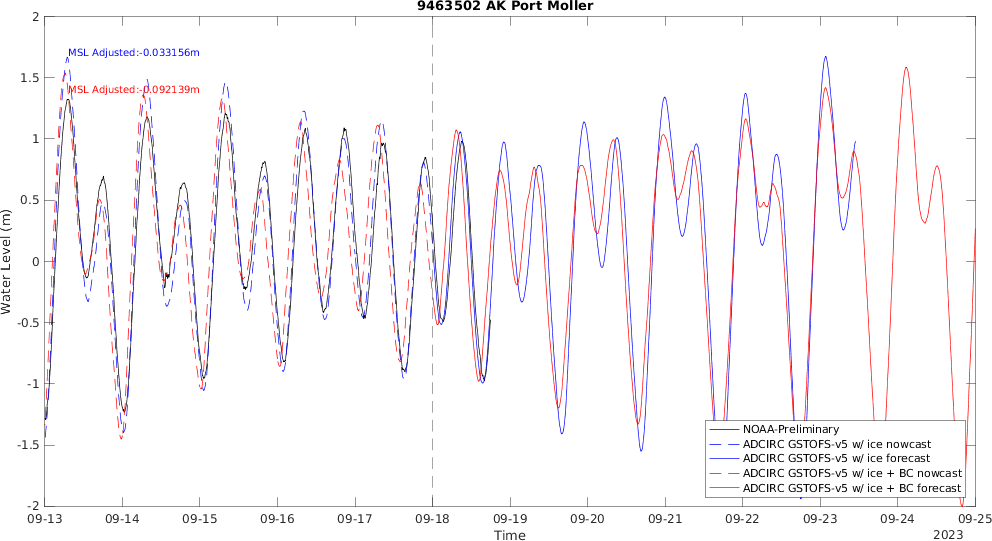 9463502 AK Port Moller
MSL Adjusted:-0.033156m
MSL Adjusted:-0.092139m
Water Level (m)
2
1.5
1
0.5
0
-0.5
-1
-1.5
-2
NOAA-Preliminary
ADCIRC GSTOFS-v5 w/ ice nowcast
ADCIRC GSTOFS-v5 w/ ice forecast
ADCIRC GSTOFS-v5 w/ ice + BC nowcast
ADCIRC GSTOFS-v5 w/ ice + BC forecast
09-13 09-14 09-15 09-16 09-17 09-18 09-19 09-20 09-21 09-22 09-23 09-24 09-25
Time
2023